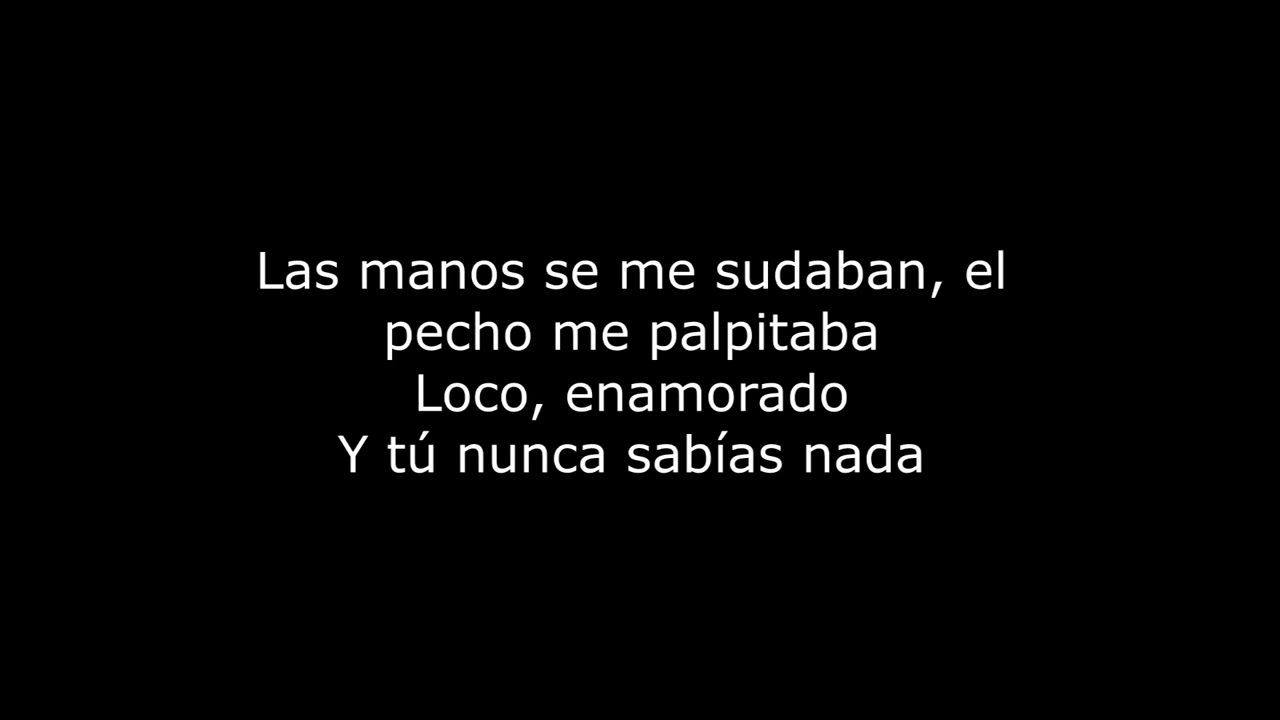 Las manos se me sudaban, el
pecho me palpitaba
Loco, enamorado
Y tú nunca sabías nada